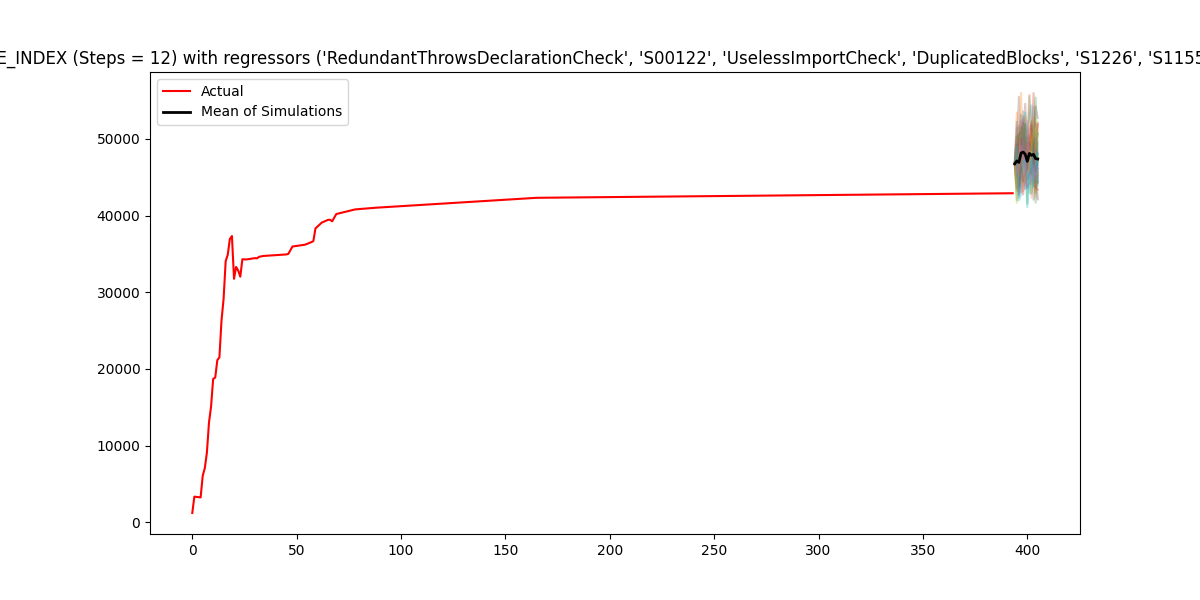 E_INDEX (Steps = 12) with regressors ('RedundantThrowsDeclarationCheck', 'S00122', 'UselessImportCheck', 'DuplicatedBlocks', 'S1226', 'S1155
Actual
Mean of Simulations
50000
40000
30000
20000
10000
0
0 50 100 150 200 250 300 350 400